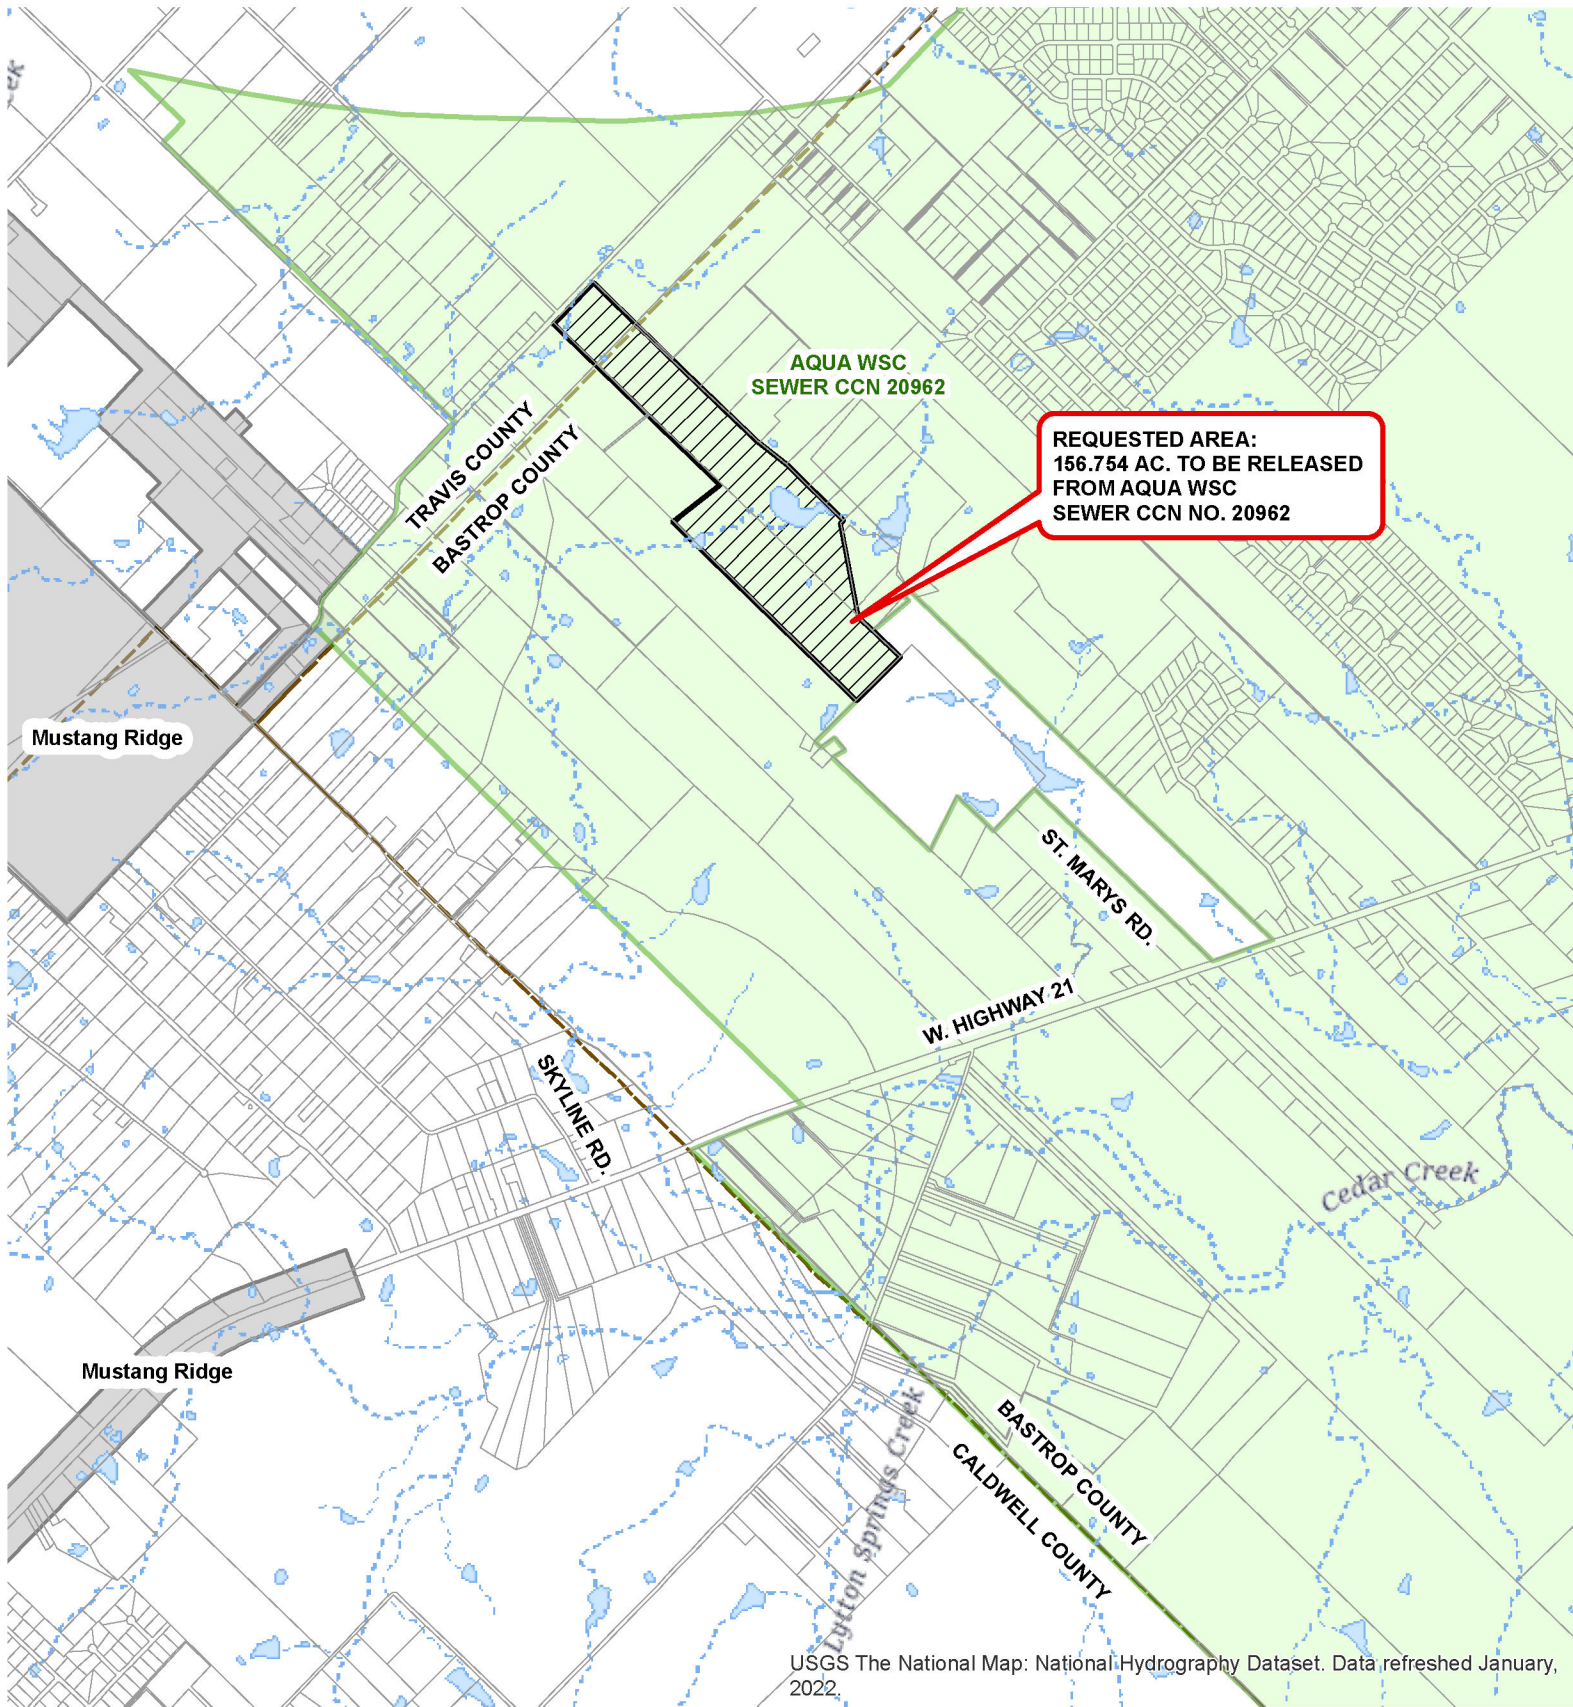 ek
AQUA WSC
SEWER CCN 20962
REQUESTED AREA:
156.754 AC. TO BE RELEASED
FROM AQUA WSC
SEWER CCN NO. 20962
TRAVIS COUNTY
BASTROP COUNTY
Mustang Ridge
ST. MARYS RD.
W. HIGHWAY 21
SKYLINE RD.
Cedar Creek
Mustang Ridge
Lytton Springs Creek
BASTROP COUNTY
CALDWELL COUNTY
USGS The National Map: National Hydrography Dataset. Data refreshed January,
2022.